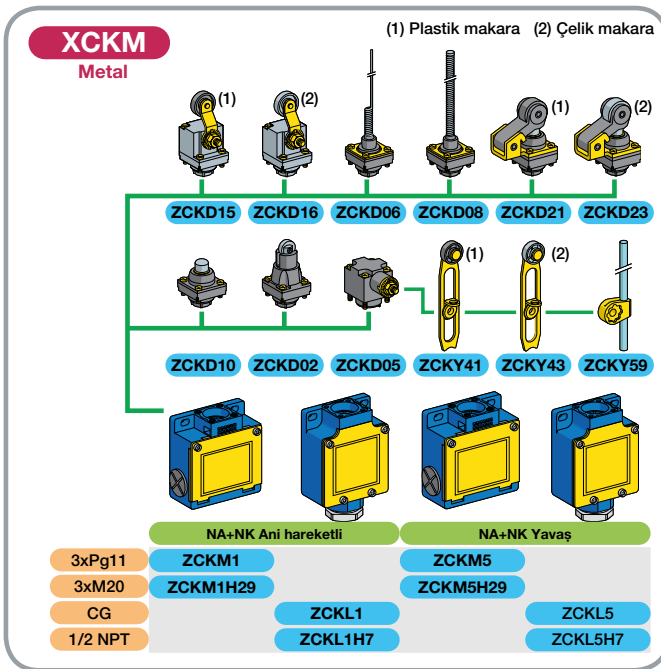 XCKM
Metal
(1) Plastik makara (2) Çelik makara
(1) (2) (1) (2)
ZCKD15 ZCKD16 ZCKD06 ZCKD08 ZCKD21 ZCKD23
(1) (2)
ZCKD10 ZCKD02 ZCKD05 ZCKY41 ZCKY43 ZCKY59
NA+NK Ani hareketli NA+NK Yavaş
3xPg11 ZCKM1 ZCKM5
3xM20 ZCKM1H29 ZCKM5H29
CG ZCKL1 ZCKL5
1/2 NPT ZCKL1H7 ZCKL5H7